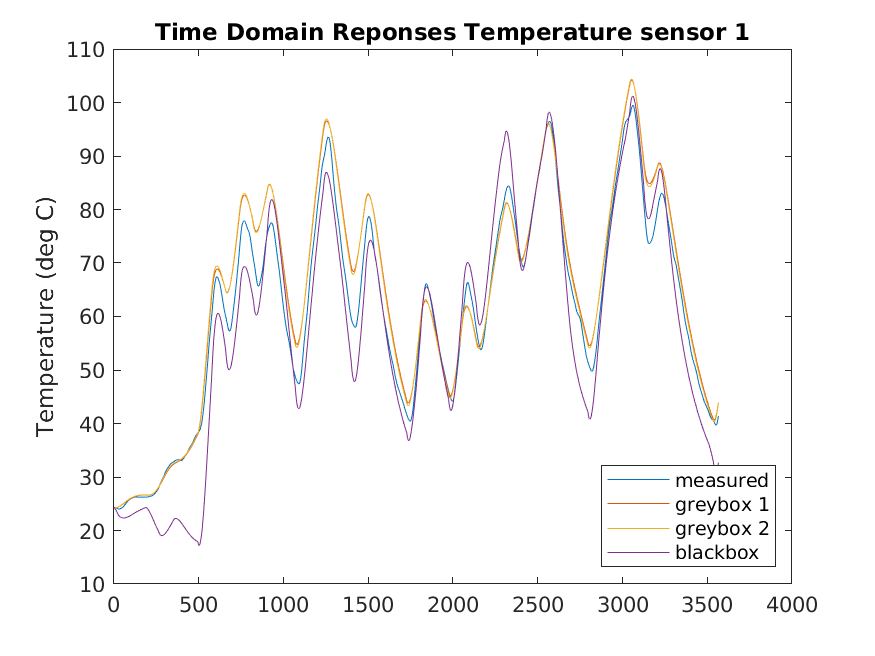 Time Domain Reponses Temperature sensor 1
Temperature (deg C)
110
100
90
80
70
60
50
40
30
20
10
0 500 1000 1500 2000 2500 3000 3500 4000
measured
greybox 1
greybox 2
blackbox